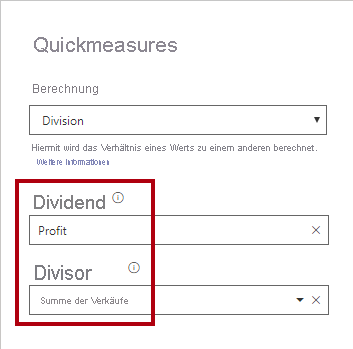 Quickmeasures
Berechnung
Division
Hiermit wird das Verhältnis eines Werts zu einem anderen berechnet.
Weitere Informationen
Dividend
Profit
Divisor
Summe der Verkäufe